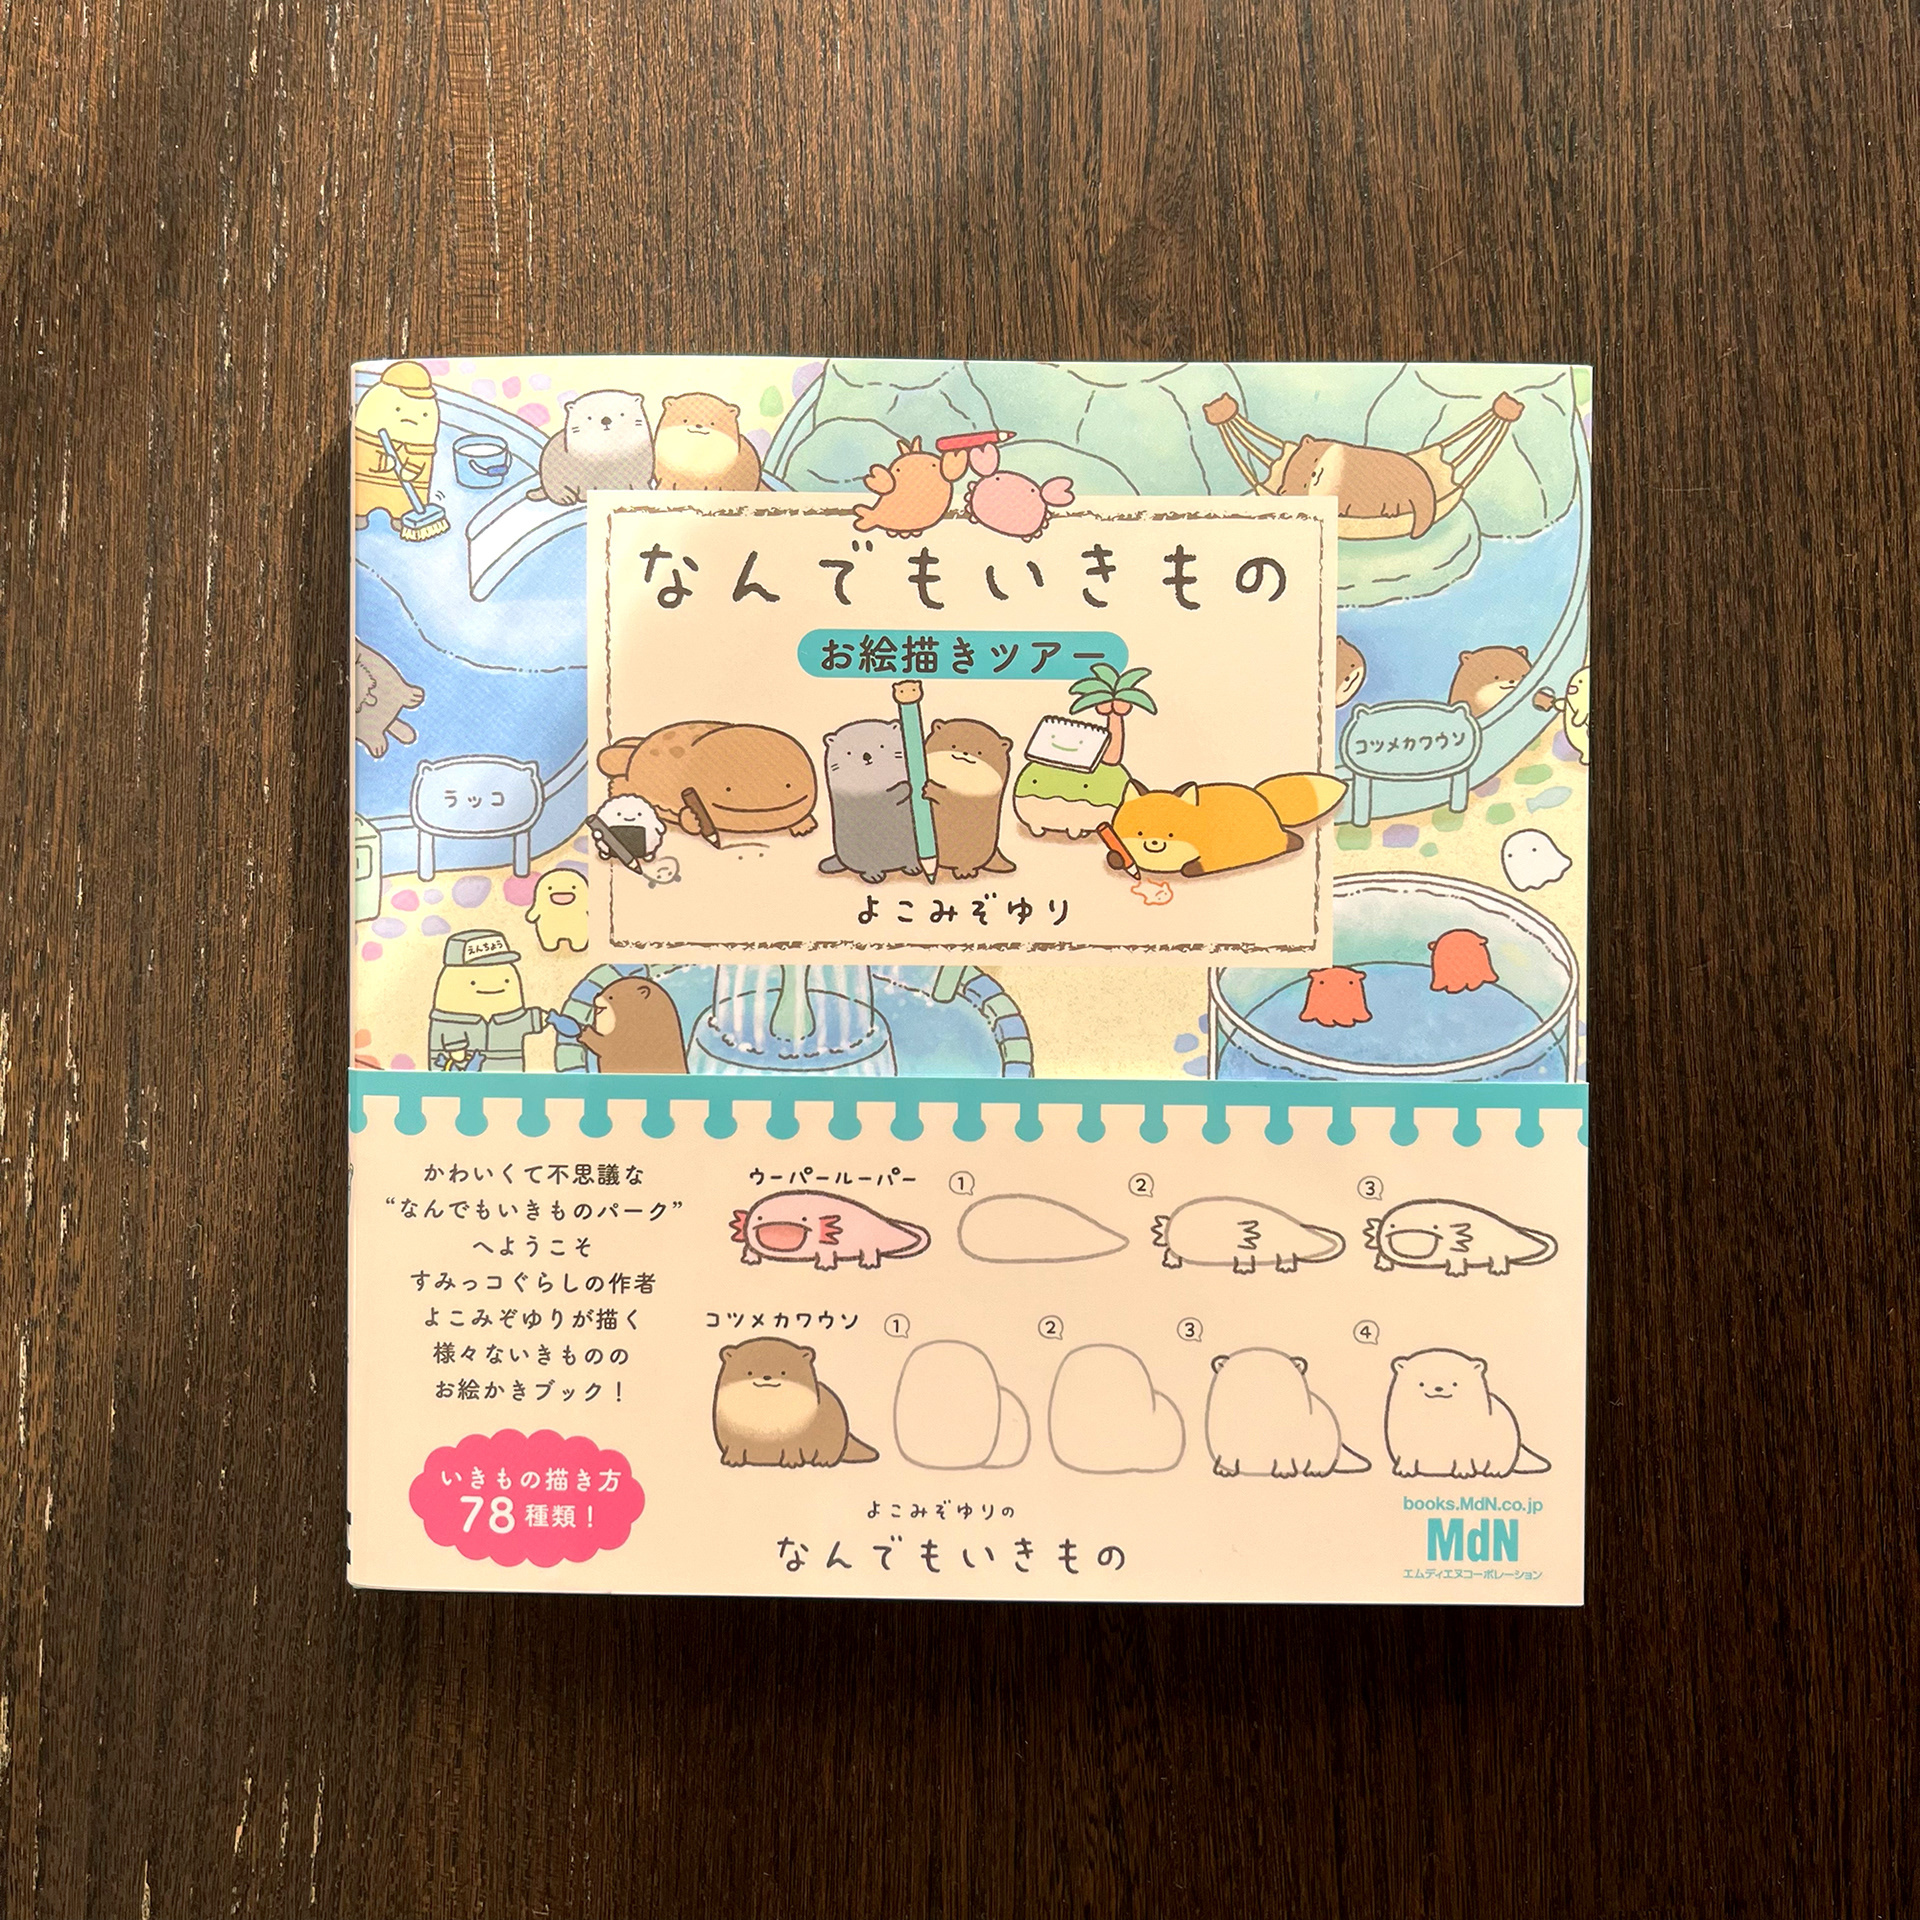 なんでもいきもの
お絵描きツアー
コツメカワウソ
ラッコ
よこみぞゆり
えんちょう
かわいくて不思議な
“なんでもいきものパーク”
へようこそ
すみっコぐらしの作者
よこみぞゆりが描く
様々ないきものの
お絵かきブック！
いきもの描き方
78種類！
ウーパールーパー
① ② ③
コツメカワウソ
① ② ③ ④
よこみぞゆりの
なんでもいきもの
books.MdN.co.jp
MdN
エムディエヌコーポレーション